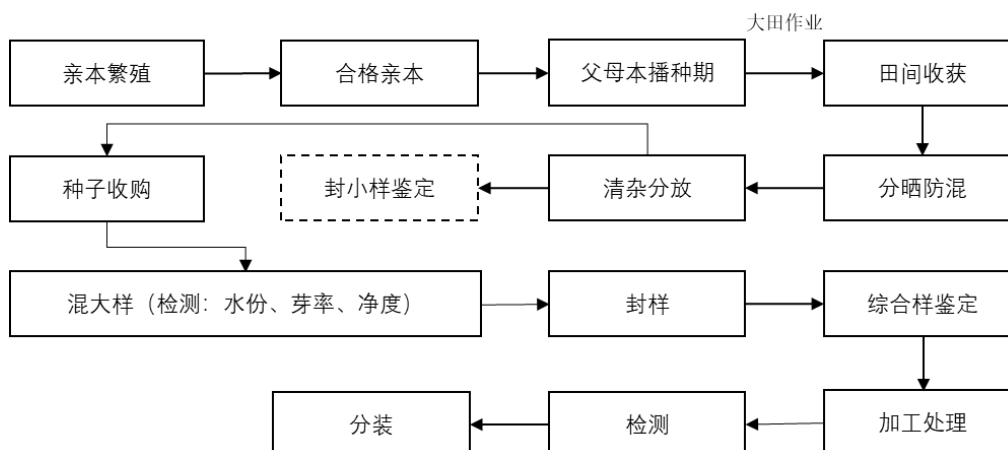 大田作业
亲本繁殖
合格亲本
父母本播种期
田间收获
种子收购
封小样鉴定
清杂分放
分晒防混
混大样（检测：水份、芽率、净度）
封样
综合样鉴定
分装
检测
加工处理